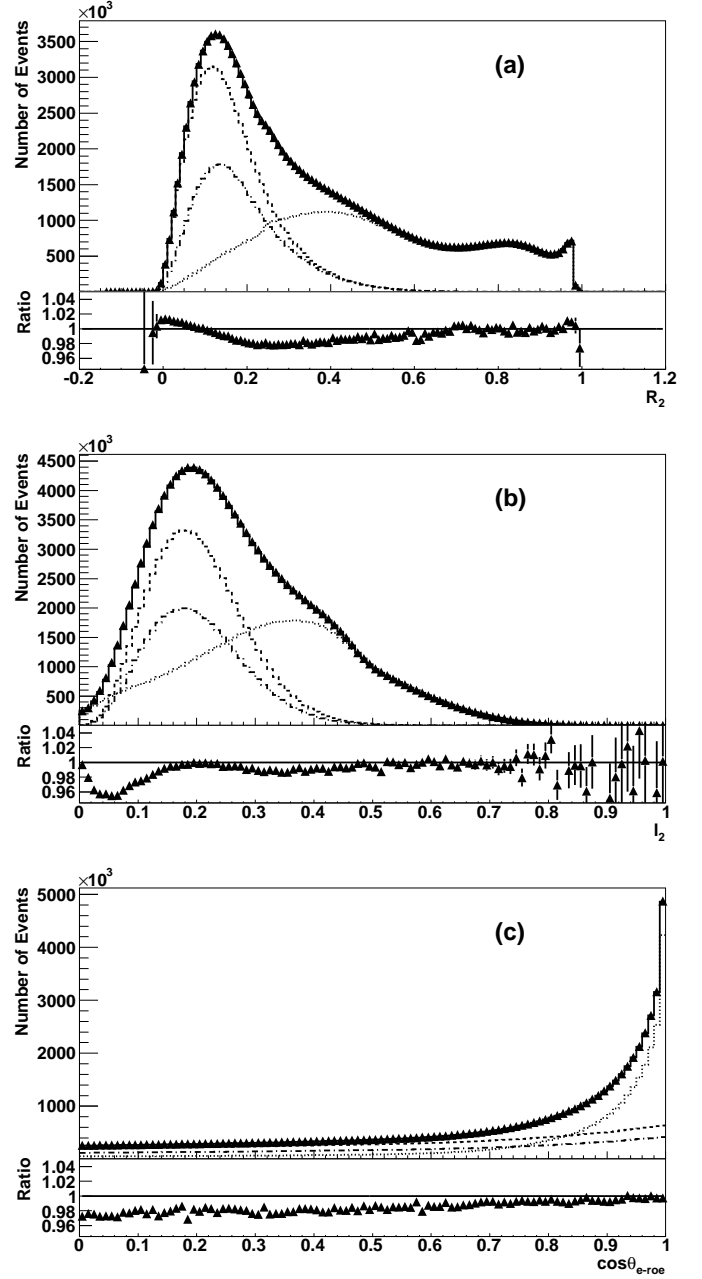 ×10³
3500
3000
2500
2000
1500
1000
500
Number of Events
(a)
1.04
1.02
1
0.98
0.96
Ratio
-0.2 0 0.2 0.4 0.6 0.8 1 1.2
R₂
×10³
4500
4000
3500
3000
2500
2000
1500
1000
500
Number of Events
(b)
1.04
1.02
1
0.98
0.96
Ratio
0 0.1 0.2 0.3 0.4 0.5 0.6 0.7 0.8 0.9 1
l₂
×10³
5000
4000
3000
2000
1000
Number of Events
(c)
1.04
1.02
1
0.98
0.96
Ratio
0 0.1 0.2 0.3 0.4 0.5 0.6 0.7 0.8 0.9 1
cosθe-roe